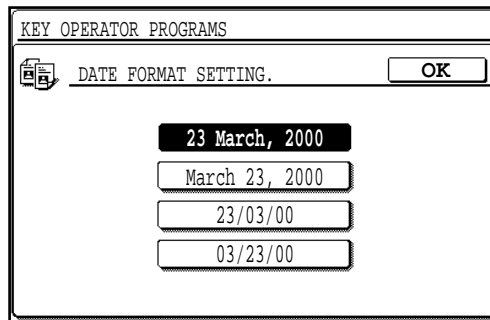 KEY OPERATOR PROGRAMS
DATE FORMAT SETTING.
OK
23 March, 2000
March 23, 2000
23/03/00
03/23/00